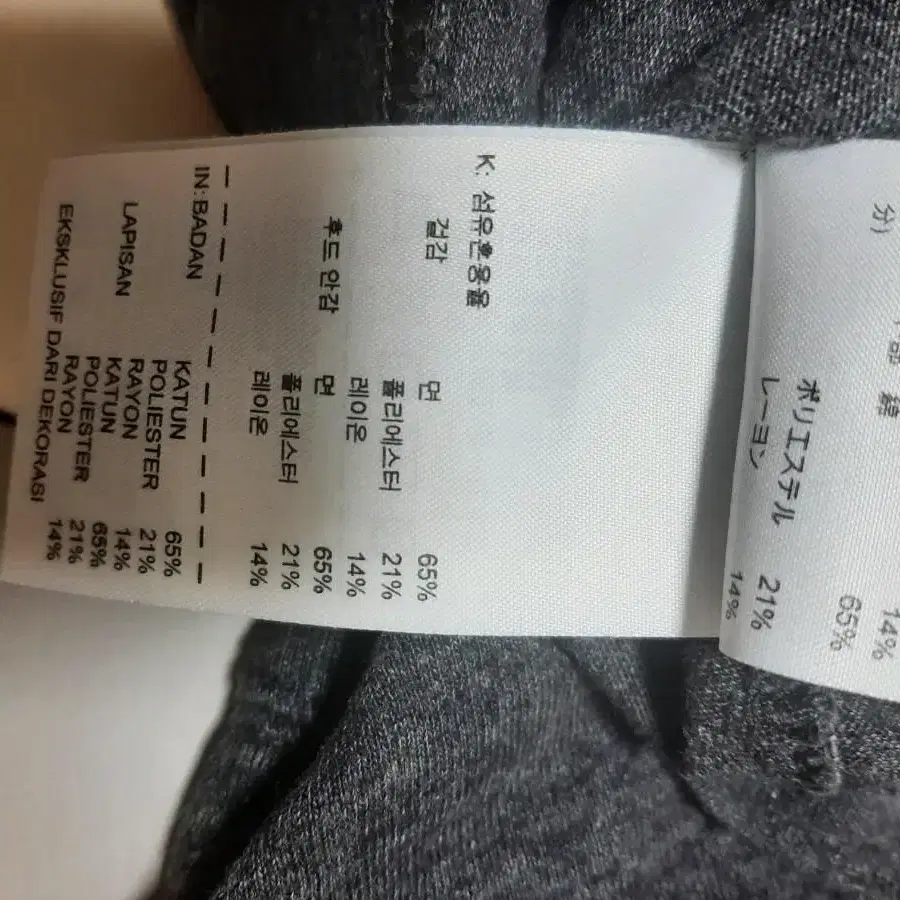 14%
部 綿 65%
分)
ポリエステル 21%
レーヨン 14%
K: 섬유혼용율
겉감 면 65%
폴리에스터 21%
레이온 14%
후드 안감 면 65%
폴리에스터 21%
레이온 14%
IN:BADAN KATUN 65%
POLIESTER 21%
RAYON 14%
LAPISAN KATUN 65%
POLIESTER 21%
RAYON 14%
EKSKLUSIF DARI DEKORASI